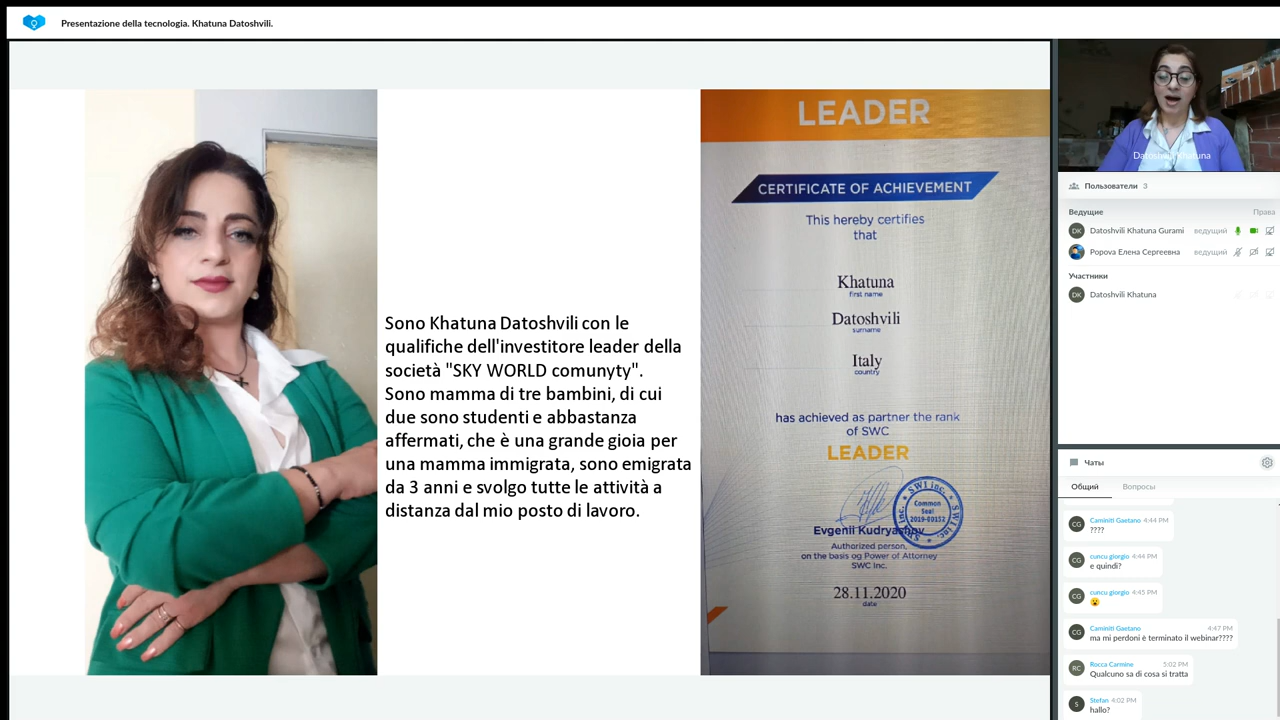 Presentazione della tecnologia. Khatuna Datoshvili.
Sono Khatuna Datoshvili con le
qualifiche dell'investitore leader della
società "SKY WORLD comunyty".
Sono mamma di tre bambini, di cui
due sono studenti e abbastanza
affermati, che è una grande gioia per
una mamma immigrata, sono emigrata
da 3 anni e svolgo tutte le attività a
distanza dal mio posto di lavoro.
LEADER
CERTIFICATE OF ACHIEVEMENT
This hereby certifies
that
Khatuna
first name
Datoshvili
surname
Italy
country
has achieved as partner the rank
of SWC
LEADER
SWI inc.
Common
Seal
2019-00152
Evgenii Kudryashov
Authorized person,
on the basis og Power of Attorney
SWC Inc.
28.11.2020
date
Datoshvili Khatuna
Пользователи 3
Ведущие Права
DK Datoshvili Khatuna Gurami ведущий
Popova Елена Сергеевна ведущий
Участники
DK Datoshvili Khatuna
Чаты
Общий Вопросы
CG Caminiti Gaetano 4:44 PM
????
CG cuncu giorgio 4:44 PM
e quindi?
CG cuncu giorgio 4:45 PM
😮
CG Caminiti Gaetano 4:47 PM
ma mi perdoni è terminato il webinar????
RC Rocca Carmine 5:02 PM
Qualcuno sa di cosa si tratta
S Stefan 4:02 PM
hallo?